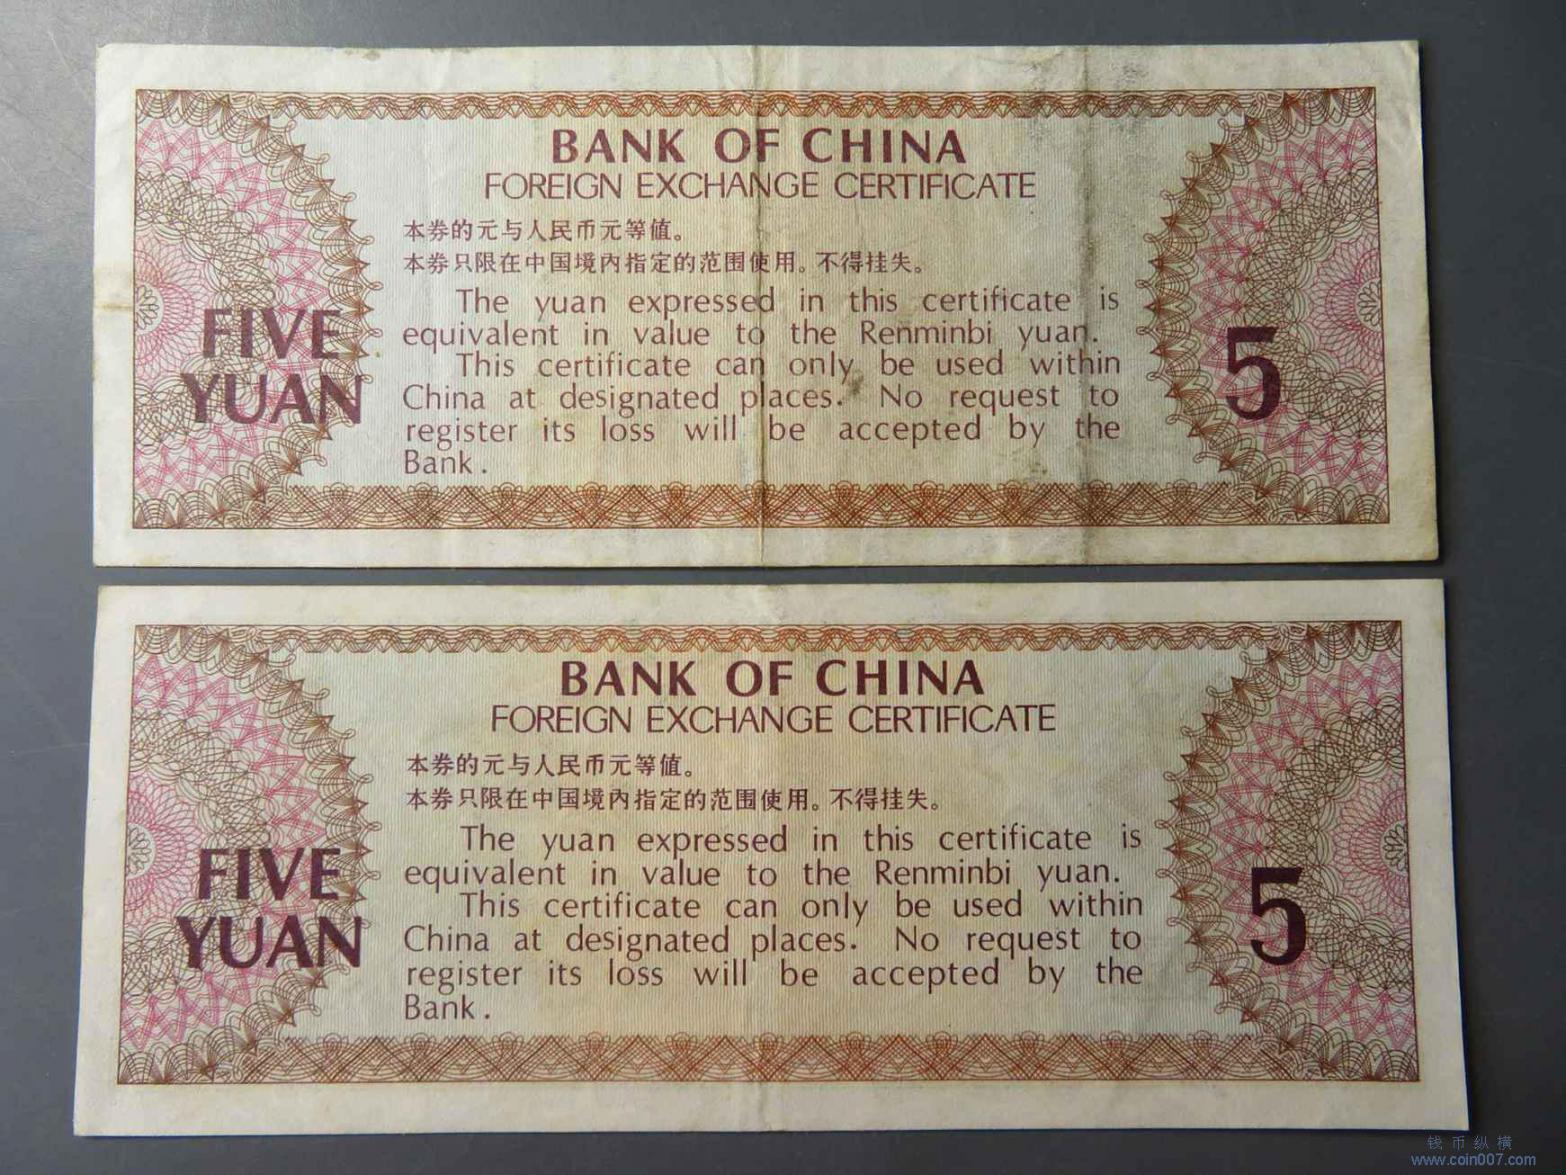 BANK OF CHINA
FOREIGN EXCHANGE CERTIFICATE
本券的元与人民币元等值。
本券只限在中国境内指定的范围使用。不得挂失。
The yuan expressed in this certificate is
equivalent in value to the Renminbi yuan.
This certificate can only be used within
China at designated places. No request to
register its loss will be accepted by the
Bank.
FIVE
YUAN
5
BANK OF CHINA
FOREIGN EXCHANGE CERTIFICATE
本券的元与人民币元等值。
本券只限在中国境内指定的范围使用。不得挂失。
The yuan expressed in this certificate is
equivalent in value to the Renminbi yuan.
This certificate can only be used within
China at designated places. No request to
register its loss will be accepted by the
Bank.
FIVE
YUAN
5
钱币纵横
www.coin007.com